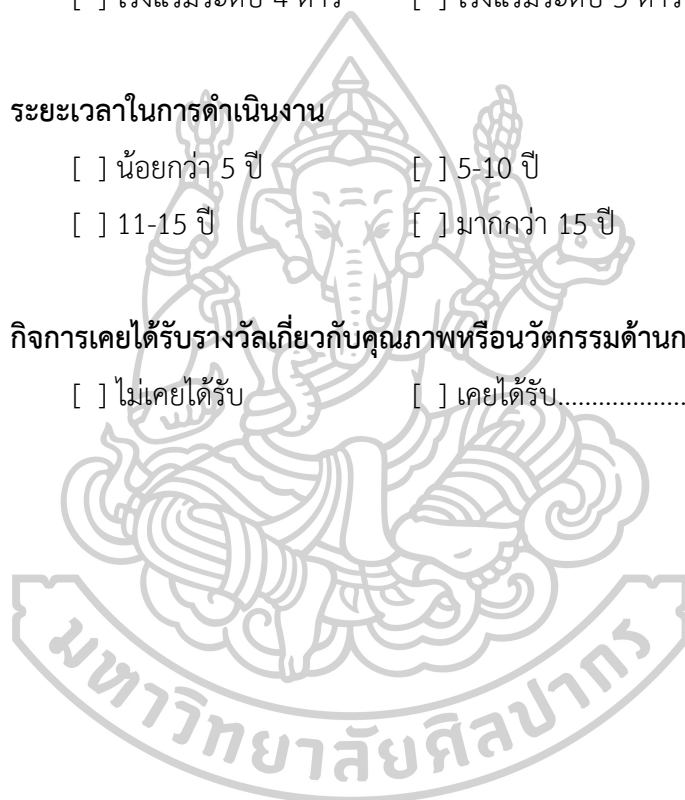 [ ] โรงแรมระดับ 4 ดาว [ ] โรงแรมระดับ 5 ดาว
ระยะเวลาในการดำเนินงาน
[ ] น้อยกว่า 5 ปี [ ] 5-10 ปี
[ ] 11-15 ปี [ ] มากกว่า 15 ปี
กิจการเคยได้รับรางวัลเกี่ยวกับคุณภาพหรือนวัตกรรมด้านก
[ ] ไม่เคยได้รับ [ ] เคยได้รับ...................
มหาวิทยาลัยศิลปากร